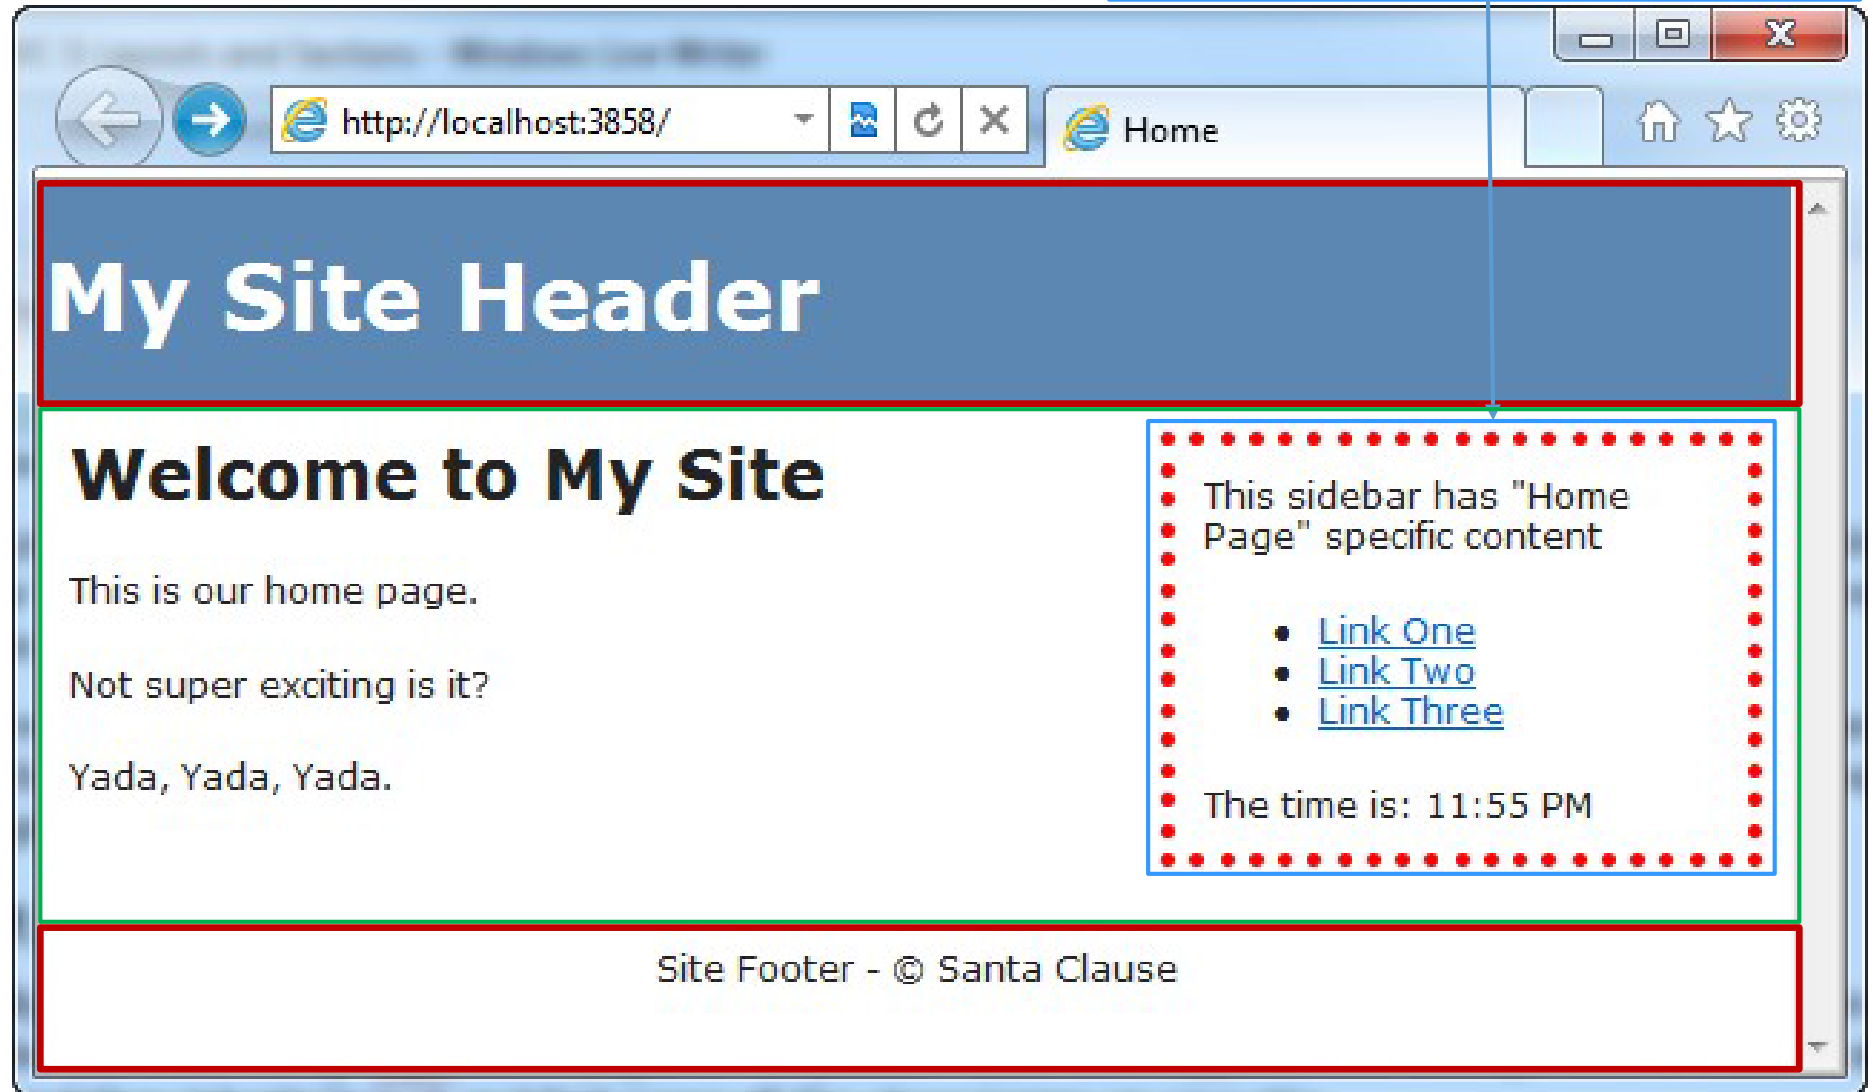 http://localhost:3858/
Home
My Site Header
Welcome to My Site
This is our home page.
Not super exciting is it?
Yada, Yada, Yada.
This sidebar has "Home
Page" specific content
• Link One
• Link Two
• Link Three
The time is: 11:55 PM
Site Footer - © Santa Clause